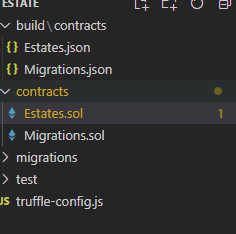 ESTATE
build\contracts
{} Estates.json
{} Migrations.json
contracts
Estates.sol 1
Migrations.sol
migrations
test
JS truffle-config.js